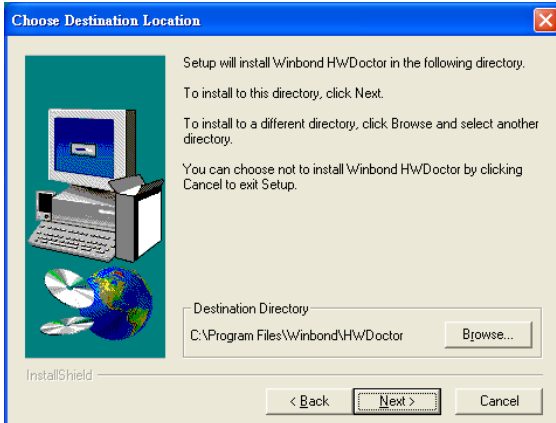 Choose Destination Location
Setup will install Winbond HWDoctor in the following directory.
To install to this directory, click Next.
To install to a different directory, click Browse and select another
directory.
You can choose not to install Winbond HWDoctor by clicking
Cancel to exit Setup.
Destination Directory
C:\Program Files\Winbond\HWDoctor
Browse...
InstallShield
< Back
Next >
Cancel